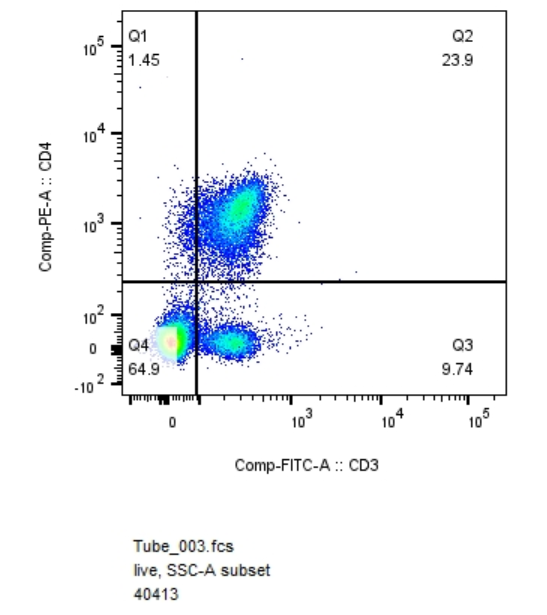 Q1
1.45
Q2
23.9
10^5
10^4
10^3
10^2
0
-10^2
Comp-PE-A :: CD4
Q4
64.9
Q3
9.74
0
10^3
10^4
10^5
Comp-FITC-A :: CD3
Tube_003.fcs
live, SSC-A subset
40413